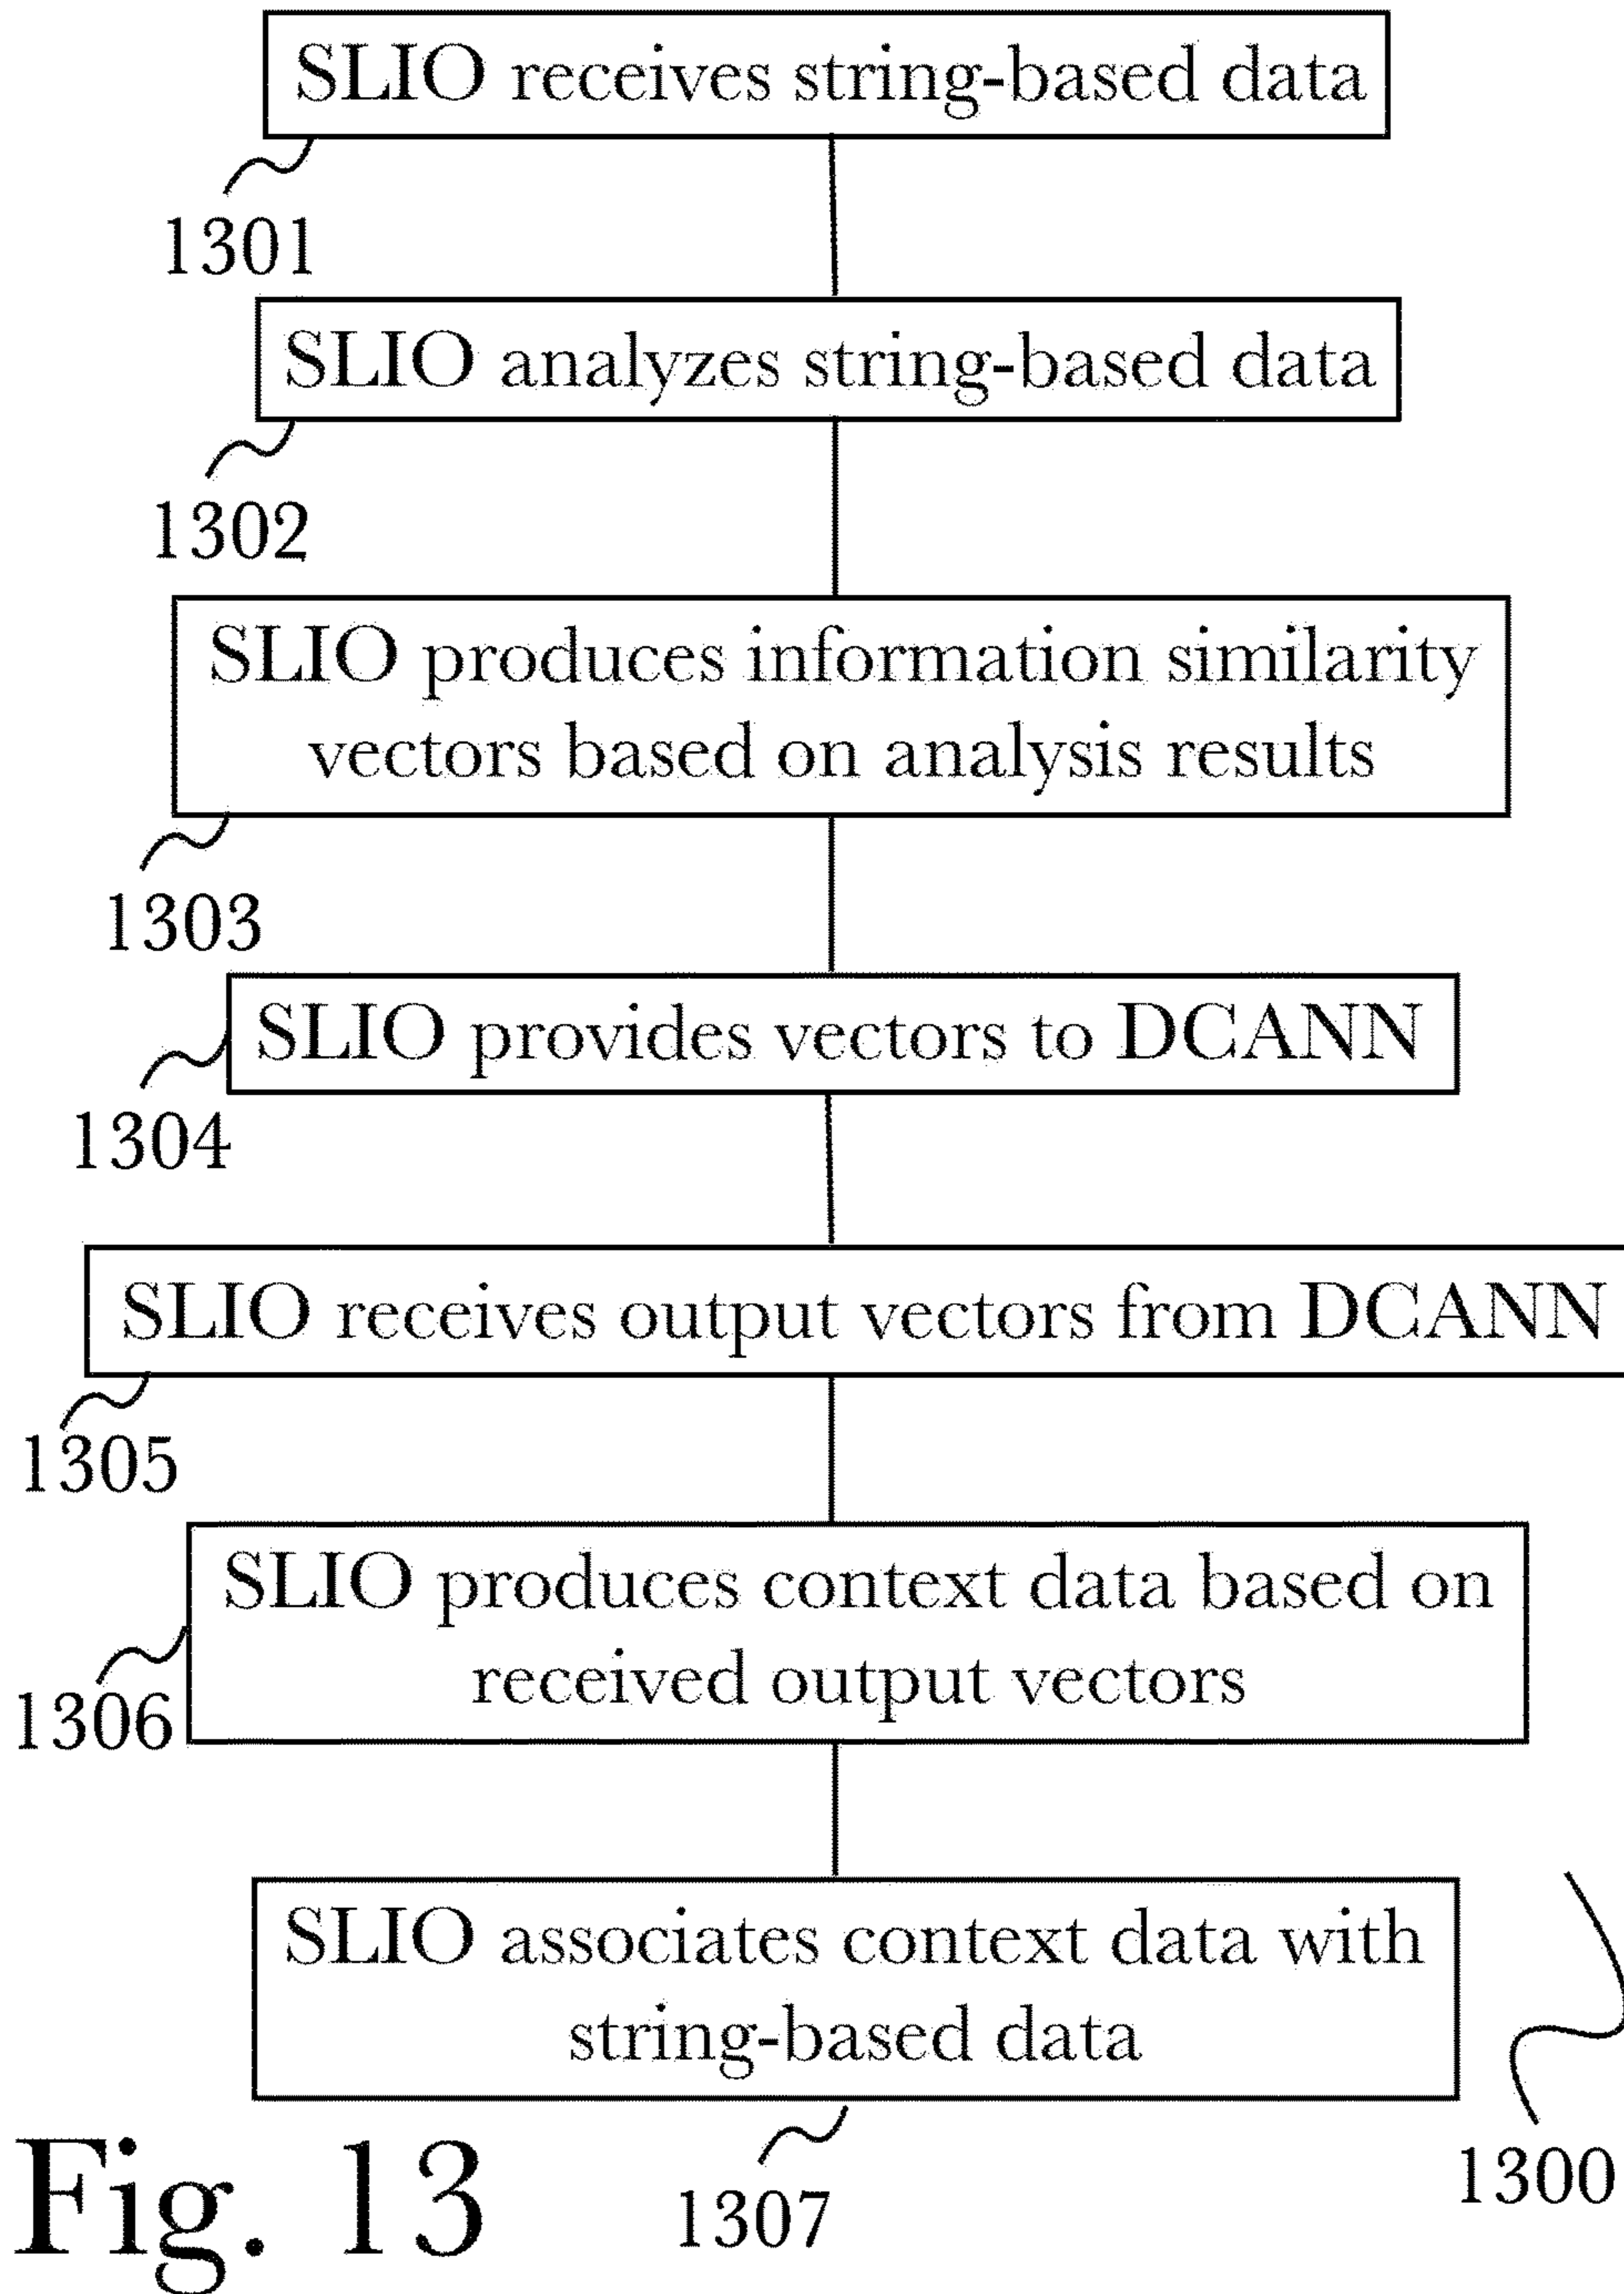 SLIO receives string-based data
1301
SLIO analyzes string-based data
1302
SLIO produces information similarity
vectors based on analysis results
1303
SLIO provides vectors to DCANN
1304
SLIO receives output vectors from DCANN
1305
SLIO produces context data based on
received output vectors
1306
SLIO associates context data with
string-based data
1307
1300
Fig. 13